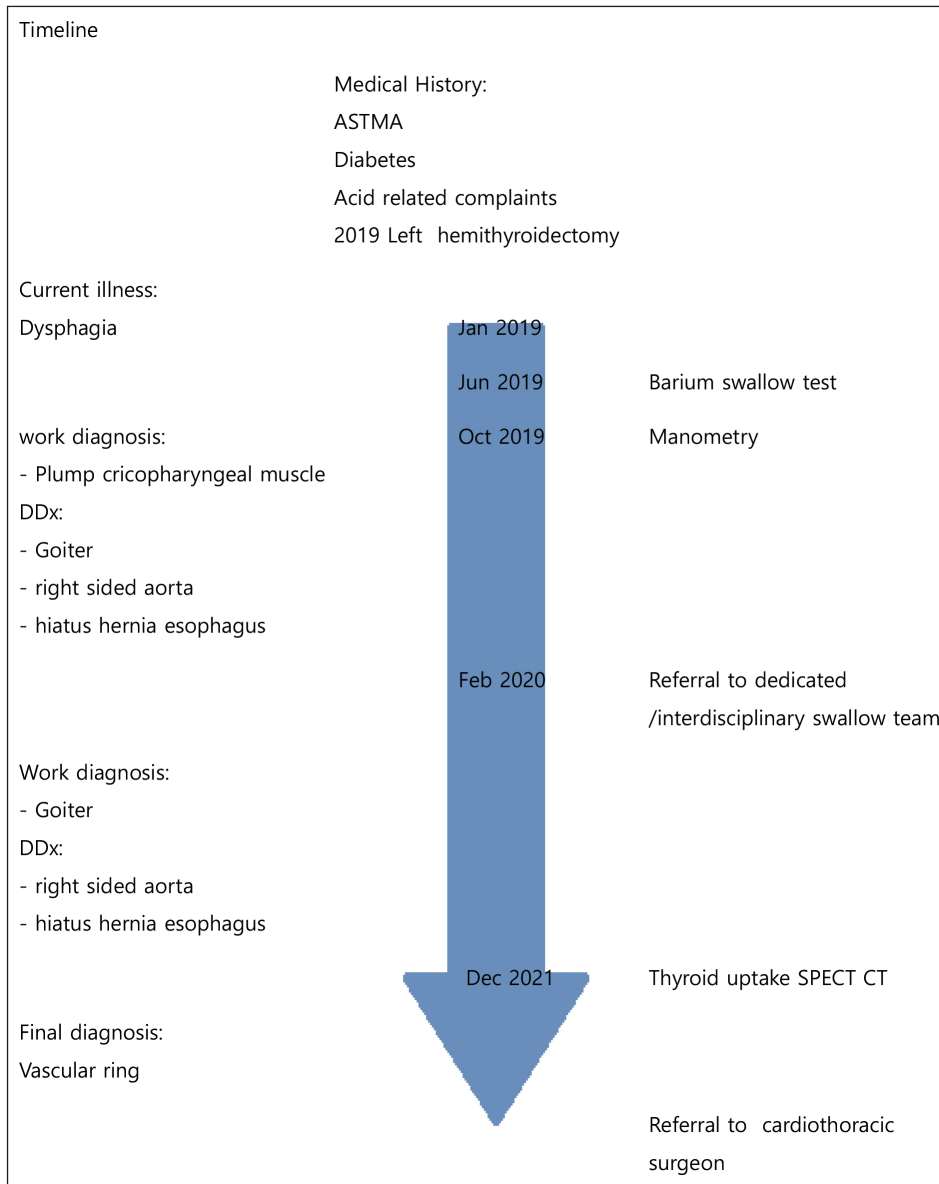 Timeline
Medical History:
ASTMA
Diabetes
Acid related complaints
2019 Left hemithyroidectomy
Current illness:
Dysphagia
Jan 2019
Jun 2019
Barium swallow test
work diagnosis:
Oct 2019
Manometry
- Plump cricopharyngeal muscle
DDx:
- Goiter
- right sided aorta
- hiatus hernia esophagus
Feb 2020
Referral to dedicated
/interdisciplinary swallow team
Work diagnosis:
- Goiter
DDx:
- right sided aorta
- hiatus hernia esophagus
Dec 2021
Thyroid uptake SPECT CT
Final diagnosis:
Vascular ring
Referral to cardiothoracic
surgeon